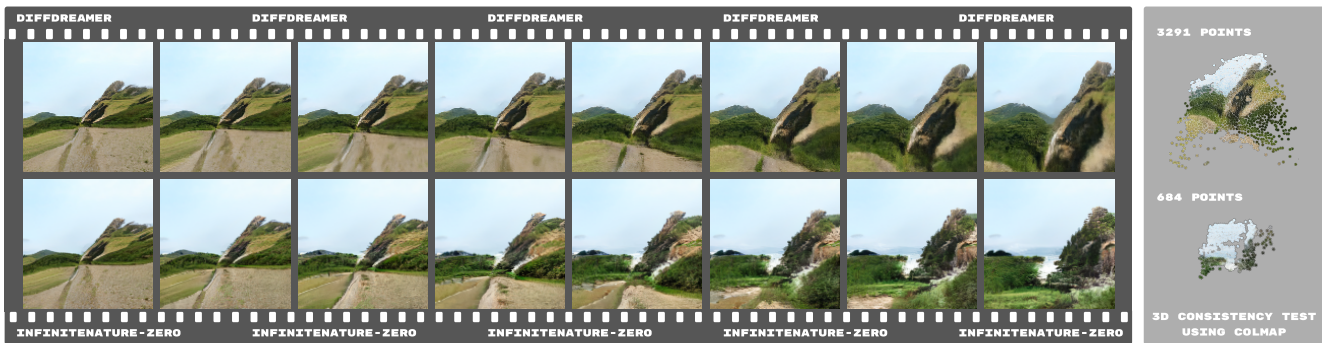 DIFFDREAMER DIFFDREAMER DIFFDREAMER DIFFDREAMER DIFFDREAMER
INFINITENATURE-ZERO INFINITENATURE-ZERO INFINITENATURE-ZERO INFINITENATURE-ZERO INFINITENATURE-ZERO
3291 POINTS
684 POINTS
3D CONSISTENCY TEST
USING COLMAP